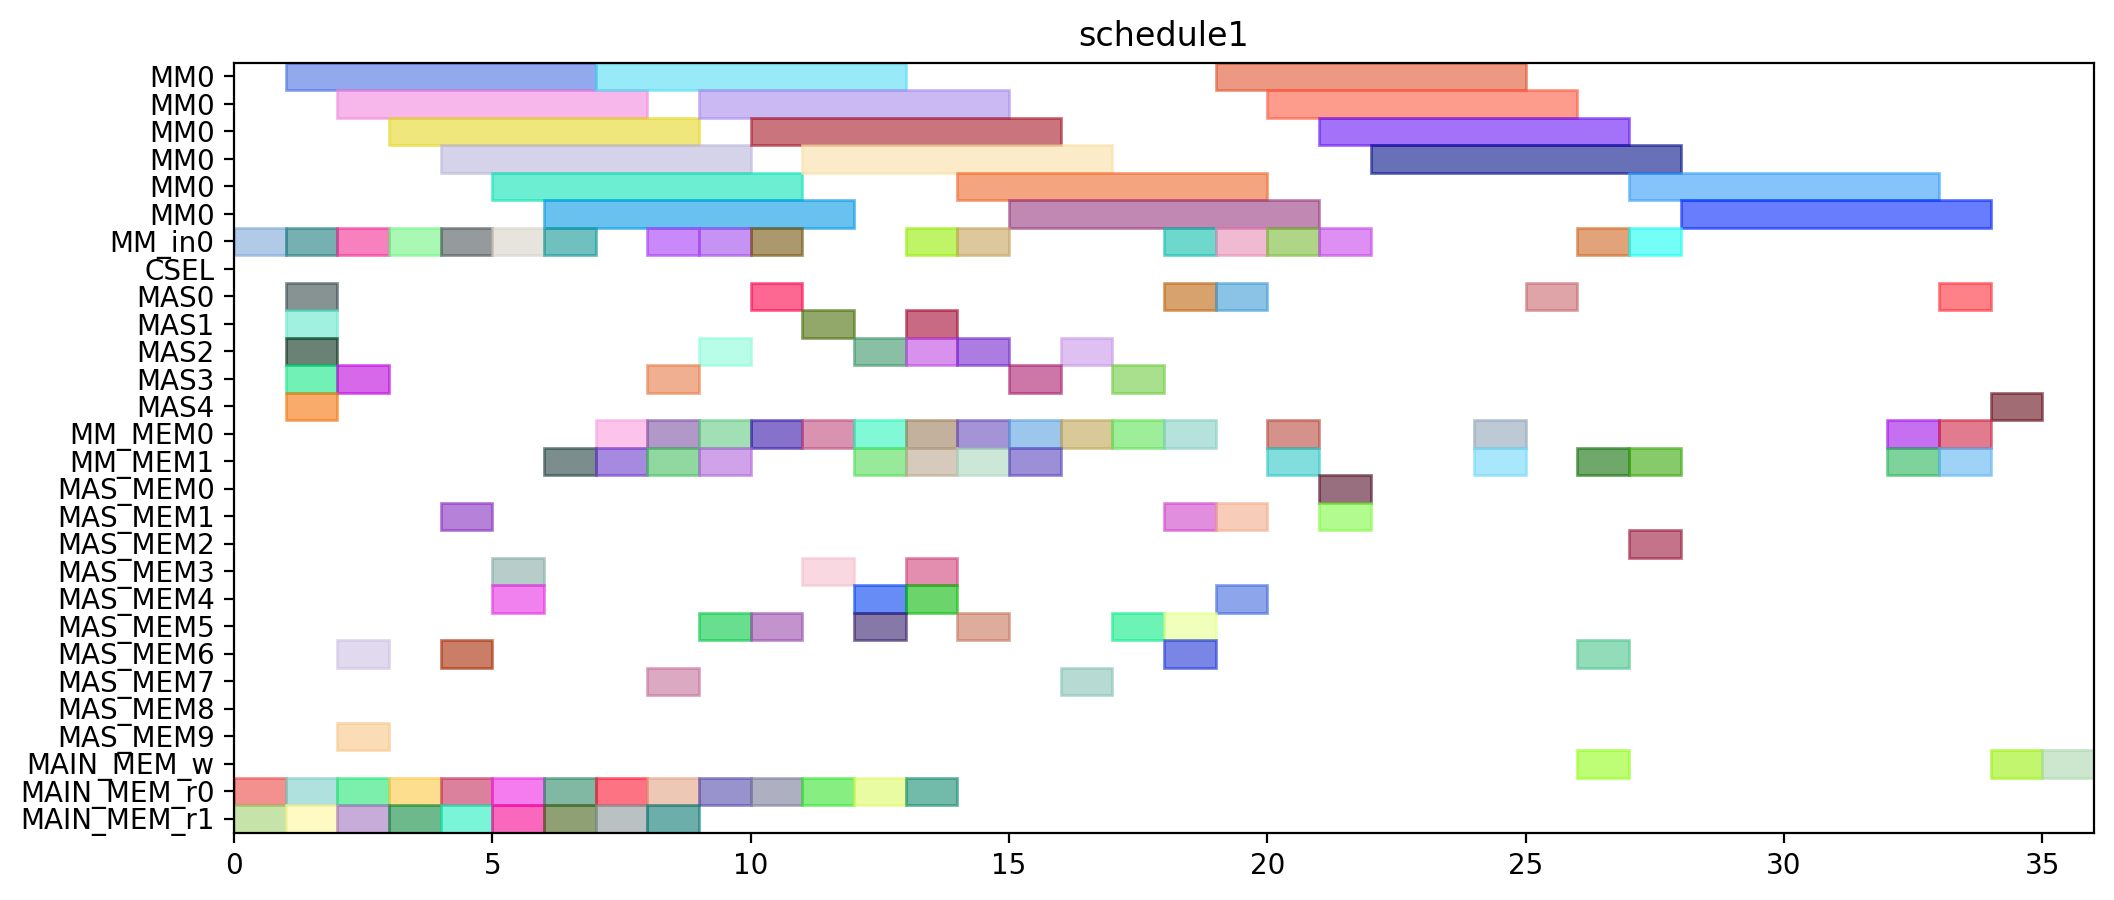 schedule1
MM0
MM0
MM0
MM0
MM0
MM0
MM_in0
CSEL
MAS0
MAS1
MAS2
MAS3
MAS4
MM_MEM0
MM_MEM1
MAS_MEM0
MAS_MEM1
MAS_MEM2
MAS_MEM3
MAS_MEM4
MAS_MEM5
MAS_MEM6
MAS_MEM7
MAS_MEM8
MAS_MEM9
MAIN_MEM_w
MAIN_MEM_r0
MAIN_MEM_r1
0 5 10 15 20 25 30 35